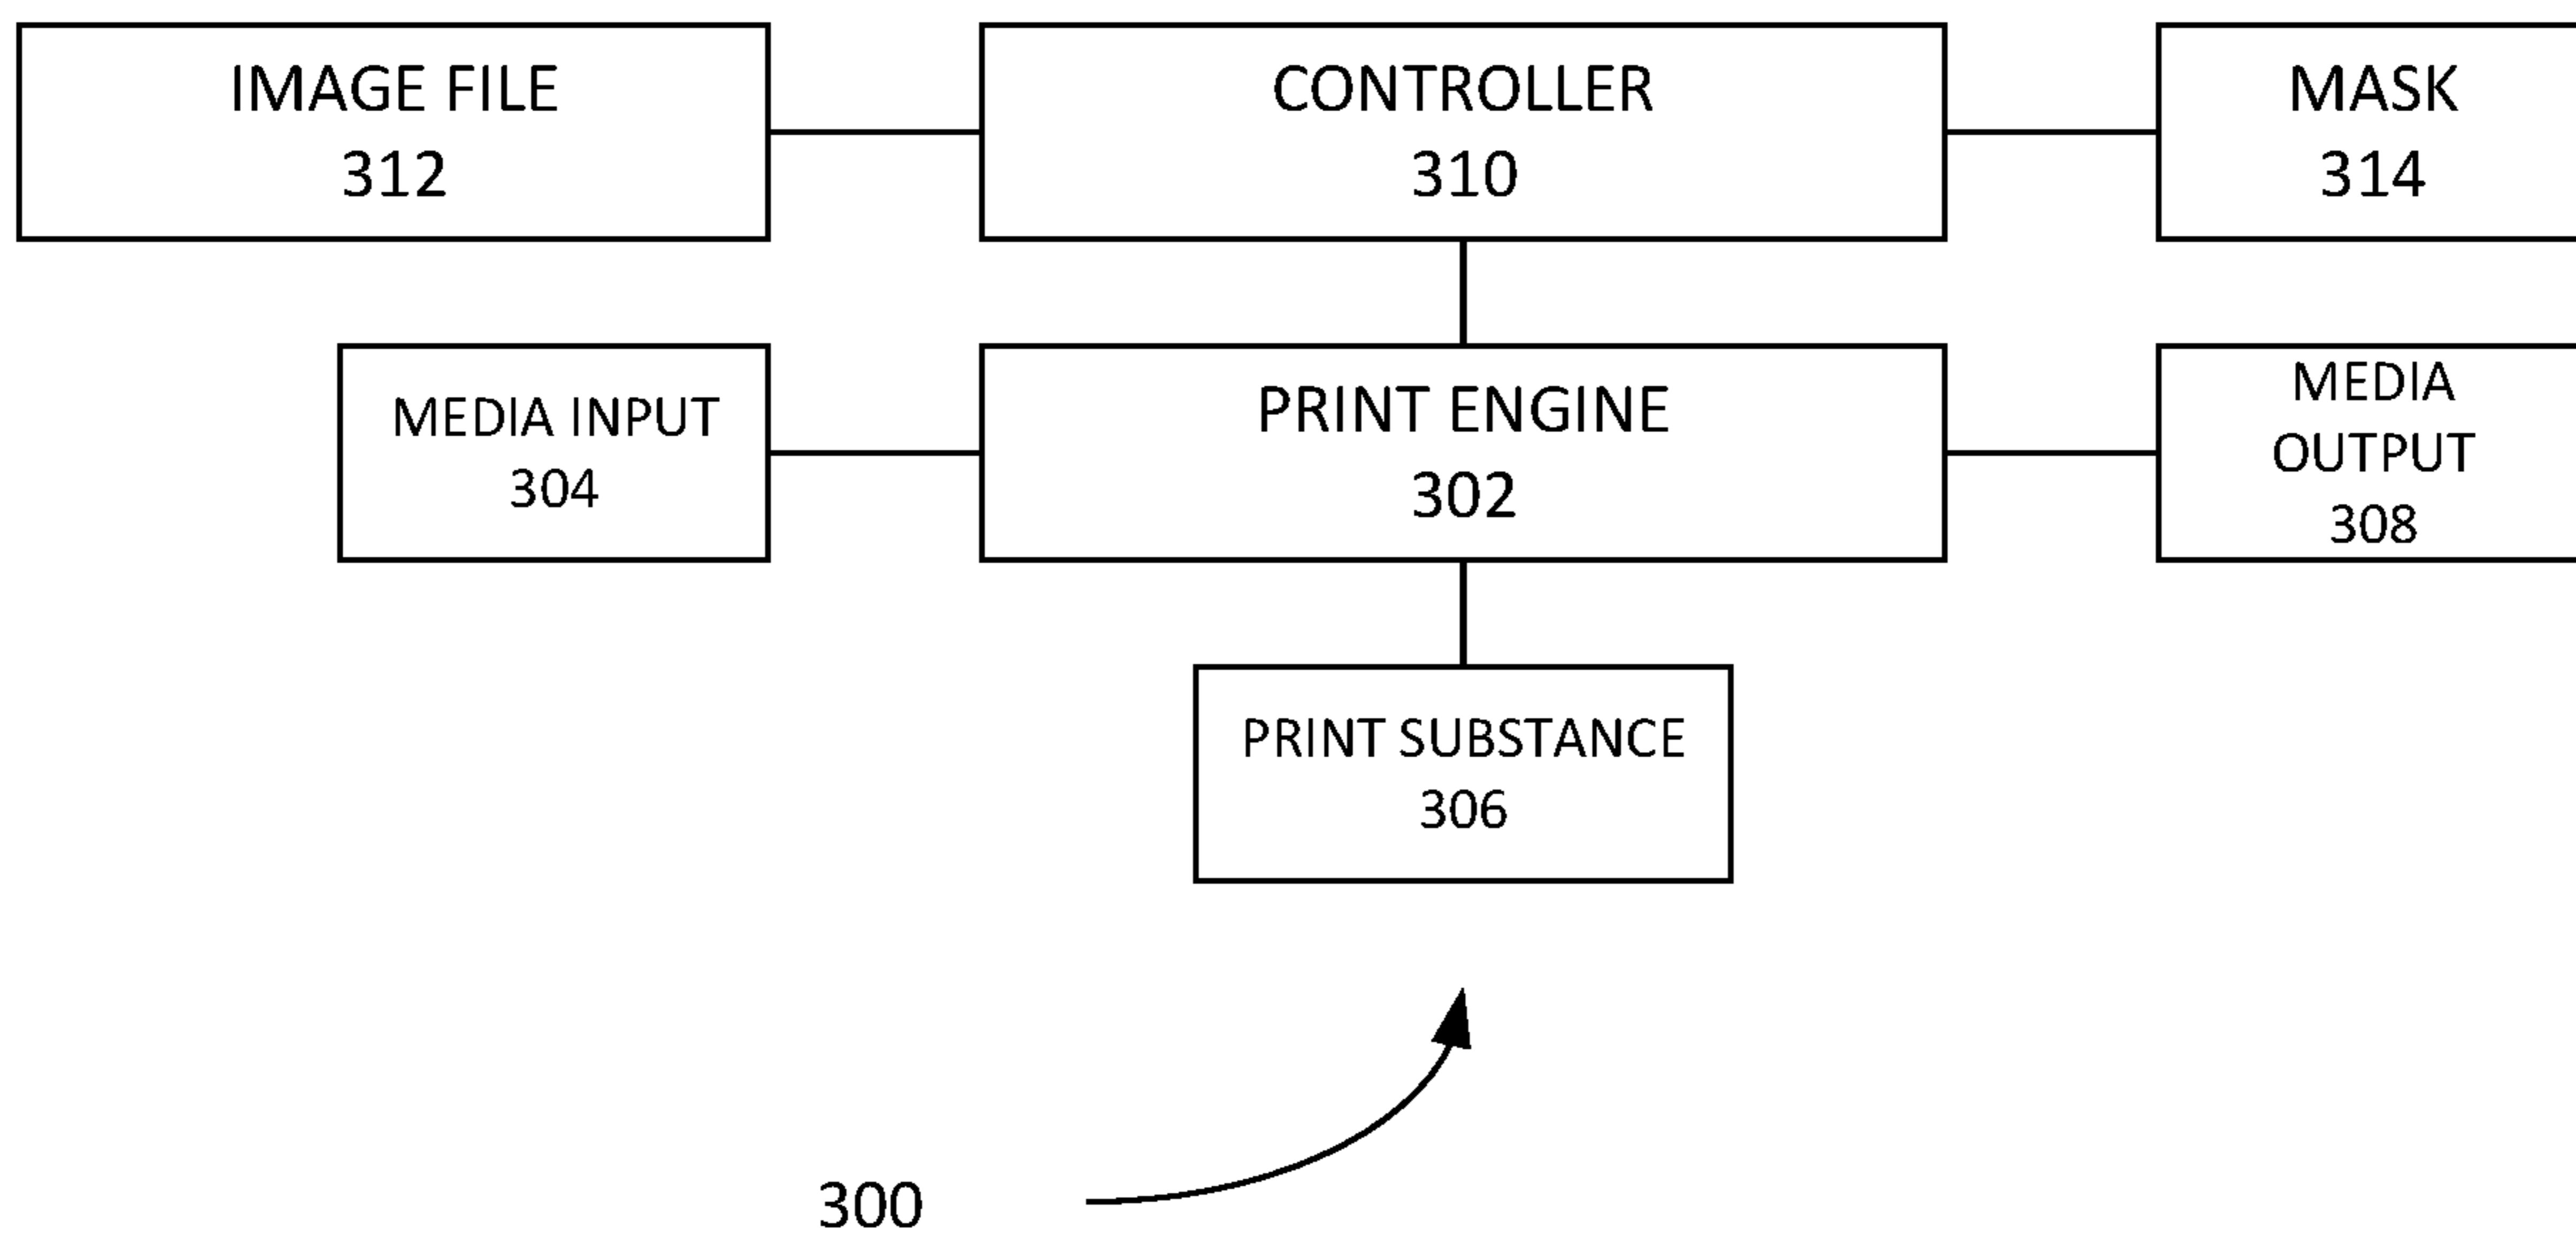 IMAGE FILE
312
CONTROLLER
310
MASK
314
MEDIA INPUT
304
PRINT ENGINE
302
MEDIA
OUTPUT
308
PRINT SUBSTANCE
306
300